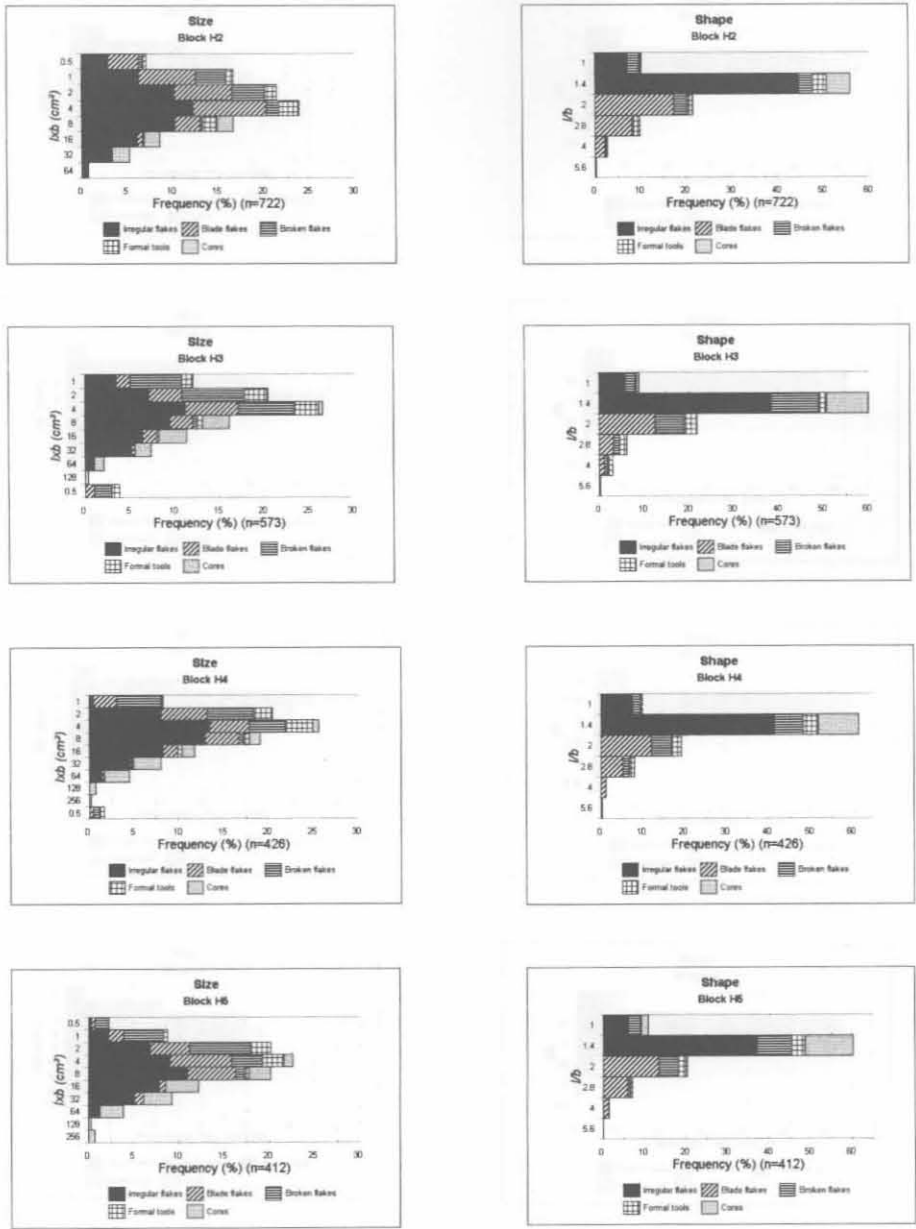 Size
Block H2
lxb (cm²)
0.5
1
2
4
8
16
32
64
0 5 10 15 20 25 30
Frequency (%) (n=722)
Irregular flakes Blade flakes Broken flakes
Formal tools Cores
Shape
Block H2
l/b
1
1.4
2
2.8
4
5.6
0 10 20 30 40 50 60
Frequency (%) (n=722)
Irregular flakes Blade flakes Broken flakes
Formal tools Cores
Size
Block H3
lxb (cm²)
1
2
4
8
16
32
64
128
0.5
0 5 10 15 20 25 30
Frequency (%) (n=573)
Irregular flakes Blade flakes Broken flakes
Formal tools Cores
Shape
Block H3
l/b
1
1.4
2
2.8
4
5.6
0 10 20 30 40 50 60
Frequency (%) (n=573)
Irregular flakes Blade flakes Broken flakes
Formal tools Cores
Size
Block H4
lxb (cm²)
1
2
4
8
16
32
64
128
256
0.5
0 5 10 15 20 25 30
Frequency (%) (n=426)
Irregular flakes Blade flakes Broken flakes
Formal tools Cores
Shape
Block H4
l/b
1
1.4
2
2.8
4
5.6
0 10 20 30 40 50 60
Frequency (%) (n=426)
Irregular flakes Blade flakes Broken flakes
Formal tools Cores
Size
Block H5
lxb (cm²)
0.5
1
2
4
8
16
32
64
128
256
0 5 10 15 20 25 30
Frequency (%) (n=412)
Irregular flakes Blade flakes Broken flakes
Formal tools Cores
Shape
Block H5
l/b
1
1.4
2
2.8
4
5.6
0 10 20 30 40 50 60
Frequency (%) (n=412)
Irregular flakes Blade flakes Broken flakes
Formal tools Cores